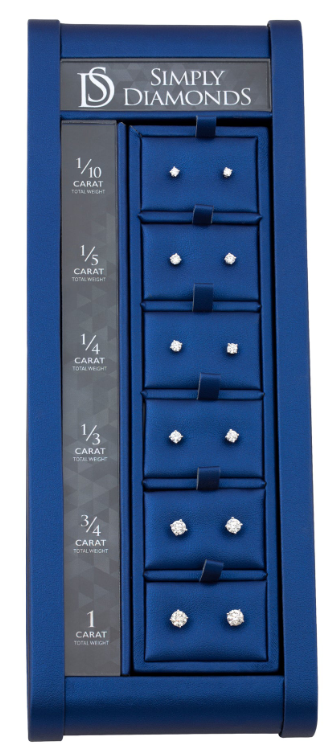 DS
SIMPLY
DIAMONDS
1/10
CARAT
TOTAL WEIGHT
1/5
CARAT
TOTAL WEIGHT
1/4
CARAT
TOTAL WEIGHT
1/3
CARAT
TOTAL WEIGHT
3/4
CARAT
TOTAL WEIGHT
1
CARAT
TOTAL WEIGHT